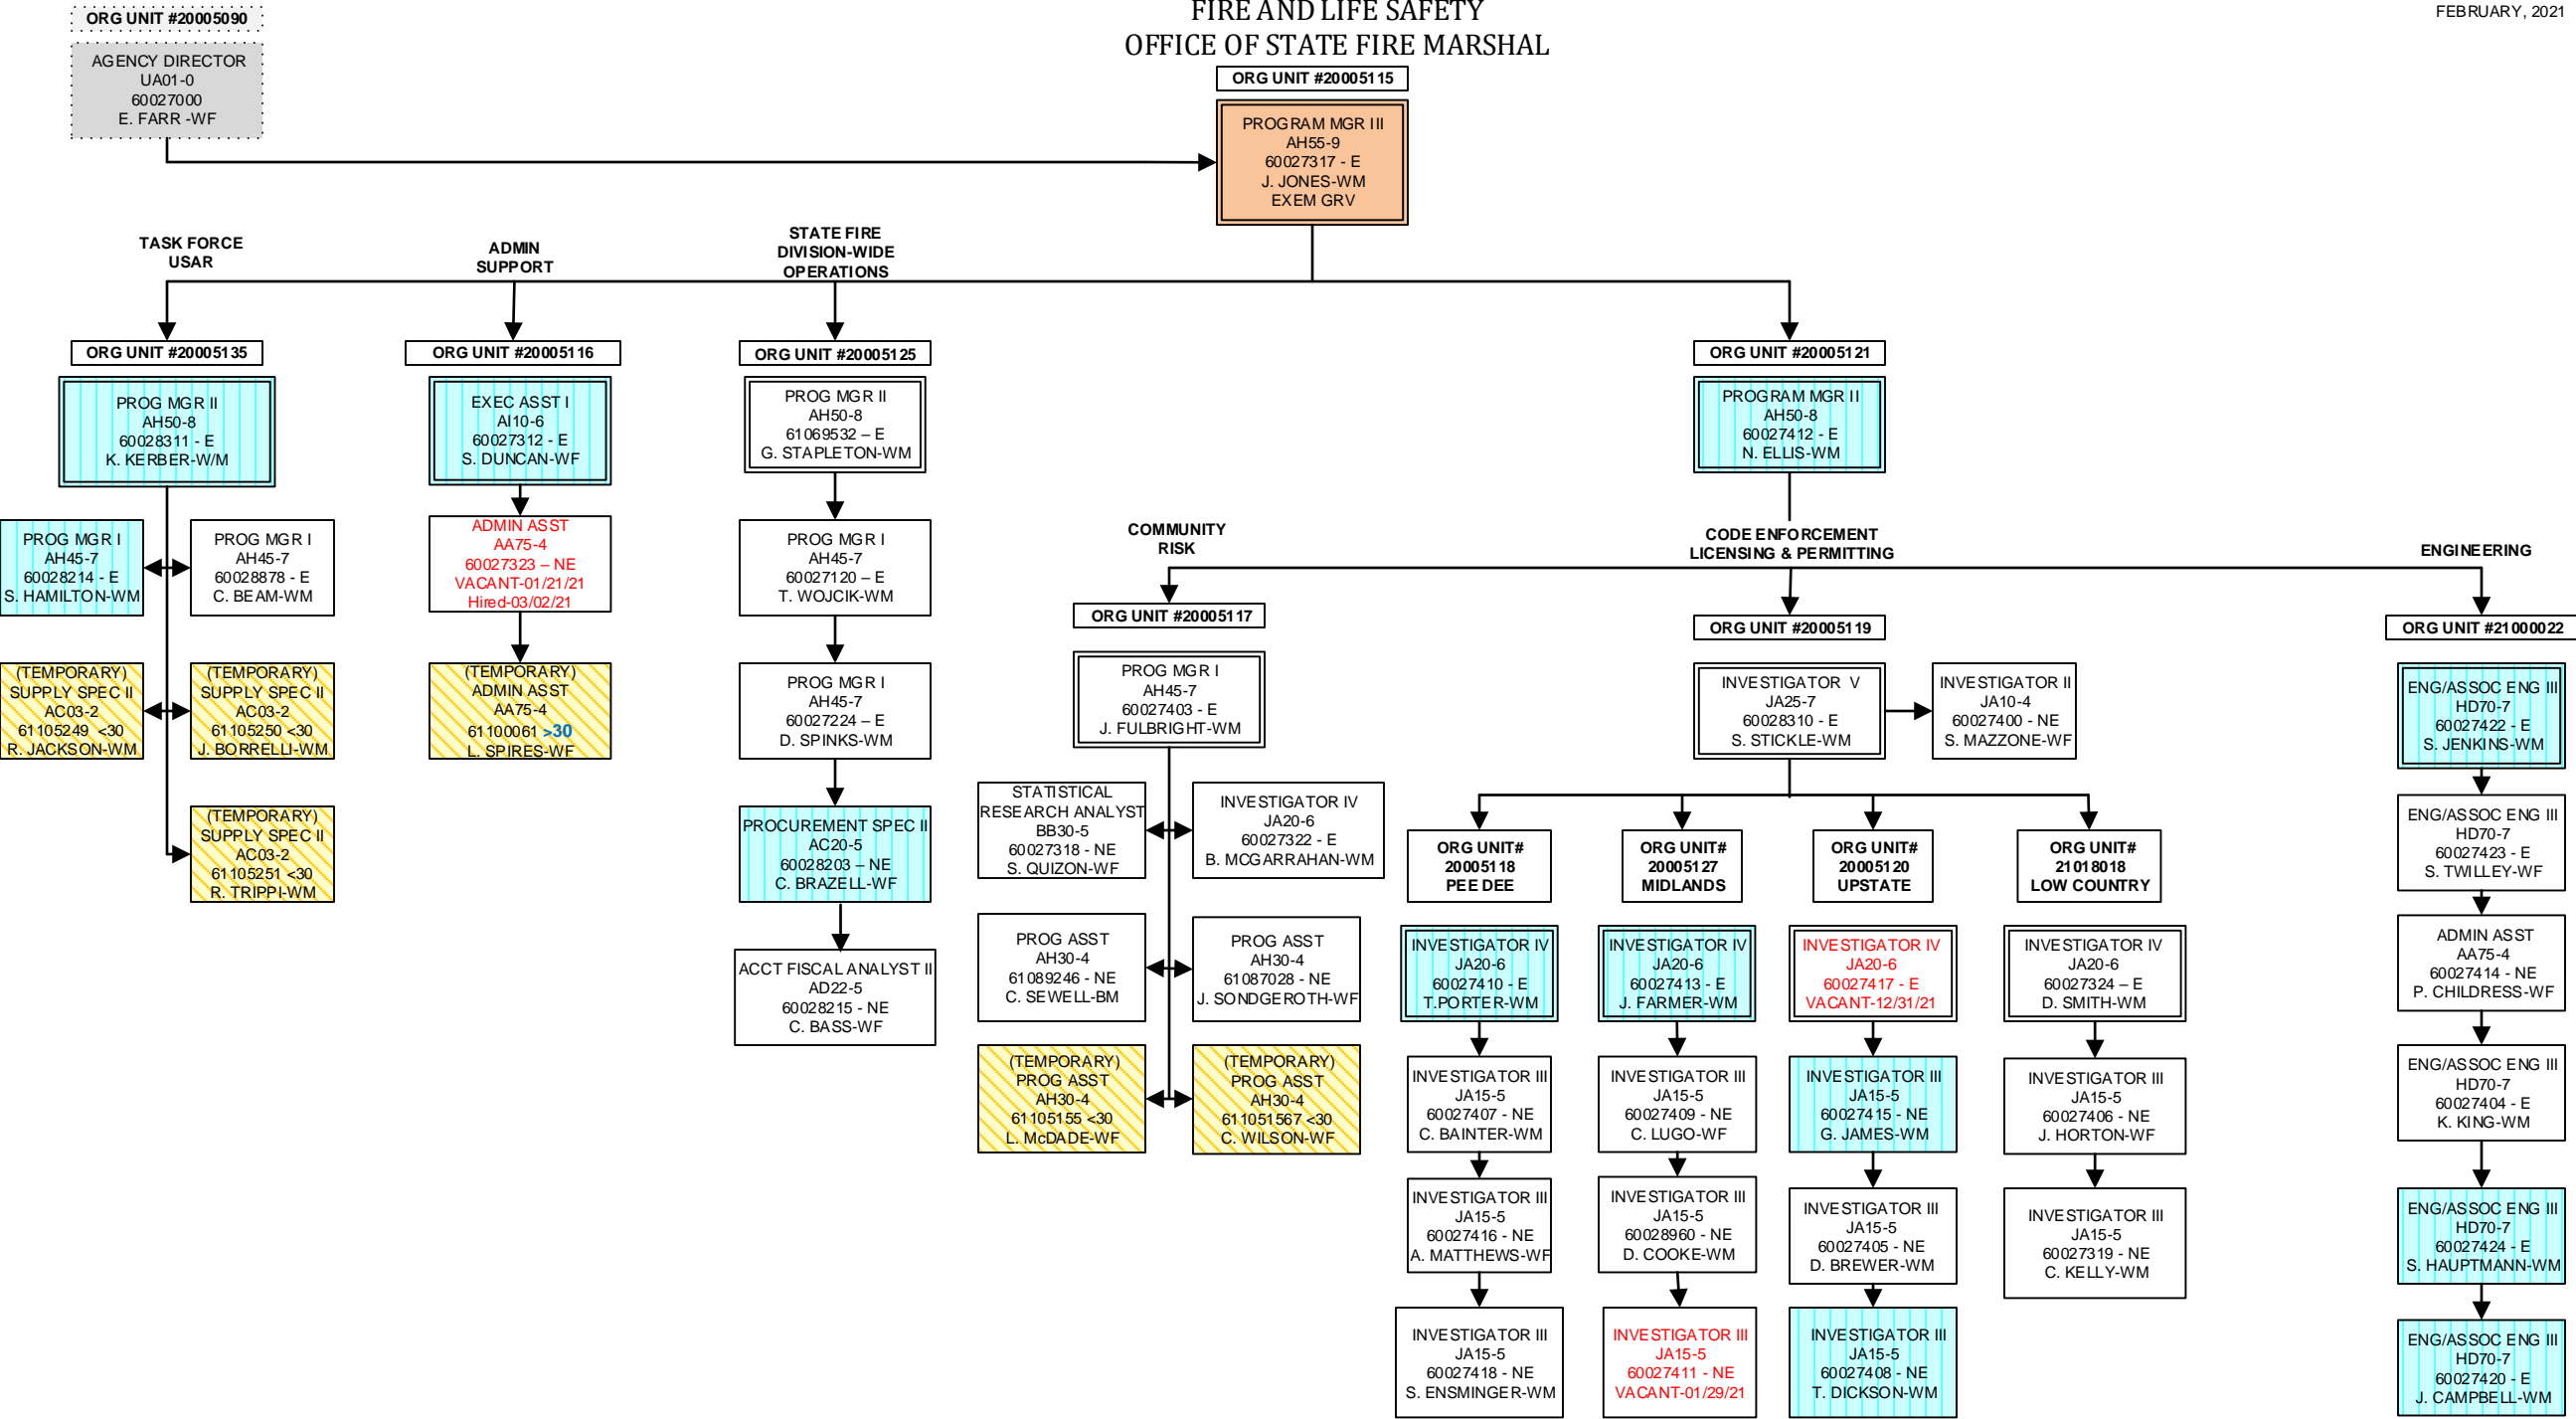 FIRE AND LIFE SAFETY
OFFICE OF STATE FIRE MARSHAL
FEBRUARY, 2021
ORG UNIT #20005090
AGENCY DIRECTOR
UA01-0
60027000
E. FARR -WF
ORG UNIT #20005115
PROGRAM MGR III
AH55-9
60027317 - E
J. JONES-WM
EXEM GRV
TASK FORCE
USAR
ADMIN
SUPPORT
STATE FIRE
DIVISION-WIDE
OPERATIONS
ORG UNIT #20005135
PROG MGR II
AH50-8
60028311 - E
K. KERBER-W/M
PROG MGR I
AH45-7
60028214 - E
S. HAMILTON-WM
PROG MGR I
AH45-7
60028878 - E
C. BEAM-WM
(TEMPORARY)
SUPPLY SPEC II
AC03-2
61105249 <30
R. JACKSON-WM
(TEMPORARY)
SUPPLY SPEC II
AC03-2
61105250 <30
J. BORRELLI-WM
(TEMPORARY)
SUPPLY SPEC II
AC03-2
61105251 <30
R. TRIPPI-WM
ORG UNIT #20005116
EXEC ASST I
AI10-6
60027312 - E
S. DUNCAN-WF
ADMIN ASST
AA75-4
60027323 – NE
VACANT-01/21/21
Hired-03/02/21
(TEMPORARY)
ADMIN ASST
AA75-4
61100061 >30
L. SPIRES-WF
ORG UNIT #20005125
PROG MGR II
AH50-8
61069532 – E
G. STAPLETON-WM
PROG MGR I
AH45-7
60027120 – E
T. WOJCIK-WM
PROG MGR I
AH45-7
60027224 – E
D. SPINKS-WM
PROCUREMENT SPEC II
AC20-5
60028203 – NE
C. BRAZELL-WF
ACCT FISCAL ANALYST II
AD22-5
60028215 - NE
C. BASS-WF
ORG UNIT #20005121
PROGRAM MGR II
AH50-8
60027412 - E
N. ELLIS-WM
COMMUNITY
RISK
CODE ENFORCEMENT
LICENSING & PERMITTING
ENGINEERING
ORG UNIT #20005117
PROG MGR I
AH45-7
60027403 - E
J. FULBRIGHT-WM
STATISTICAL
RESEARCH ANALYST
BB30-5
60027318 - NE
S. QUIZON-WF
INVESTIGATOR IV
JA20-6
60027322 - E
B. MCGARRAHAN-WM
PROG ASST
AH30-4
61089246 - NE
C. SEWELL-BM
PROG ASST
AH30-4
61087028 - NE
J. SONDGEROTH-WF
(TEMPORARY)
PROG ASST
AH30-4
61105155 <30
L. McDADE-WF
(TEMPORARY)
PROG ASST
AH30-4
611051567 <30
C. WILSON-WF
ORG UNIT #20005119
INVESTIGATOR V
JA25-7
60028310 - E
S. STICKLE-WM
INVESTIGATOR II
JA10-4
60027400 - NE
S. MAZZONE-WF
ORG UNIT#
20005118
PEE DEE
INVESTIGATOR IV
JA20-6
60027410 - E
T.PORTER-WM
INVESTIGATOR III
JA15-5
60027407 - NE
C. BAINTER-WM
INVESTIGATOR III
JA15-5
60027416 - NE
A. MATTHEWS-WF
INVESTIGATOR III
JA15-5
60027418 - NE
S. ENSMINGER-WM
ORG UNIT#
20005127
MIDLANDS
INVESTIGATOR IV
JA20-6
60027413 - E
J. FARMER-WM
INVESTIGATOR III
JA15-5
60027409 - NE
C. LUGO-WF
INVESTIGATOR III
JA15-5
60028960 - NE
D. COOKE-WM
INVESTIGATOR III
JA15-5
60027411 - NE
VACANT-01/29/21
ORG UNIT#
20005120
UPSTATE
INVESTIGATOR IV
JA20-6
60027417 - E
VACANT-12/31/21
INVESTIGATOR III
JA15-5
60027415 - NE
G. JAMES-WM
INVESTIGATOR III
JA15-5
60027405 - NE
D. BREWER-WM
INVESTIGATOR III
JA15-5
60027408 - NE
T. DICKSON-WM
ORG UNIT#
21018018
LOW COUNTRY
INVESTIGATOR IV
JA20-6
60027324 – E
D. SMITH-WM
INVESTIGATOR III
JA15-5
60027406 - NE
J. HORTON-WF
INVESTIGATOR III
JA15-5
60027319 - NE
C. KELLY-WM
ORG UNIT #21000022
ENG/ASSOC ENG III
HD70-7
60027422 - E
S. JENKINS-WM
ENG/ASSOC ENG III
HD70-7
60027423 - E
S. TWILLEY-WF
ADMIN ASST
AA75-4
60027414 - NE
P. CHILDRESS-WF
ENG/ASSOC ENG III
HD70-7
60027404 - E
K. KING-WM
ENG/ASSOC ENG III
HD70-7
60027424 - E
S. HAUPTMANN-WM
ENG/ASSOC ENG III
HD70-7
60027420 - E
J. CAMPBELL-WM